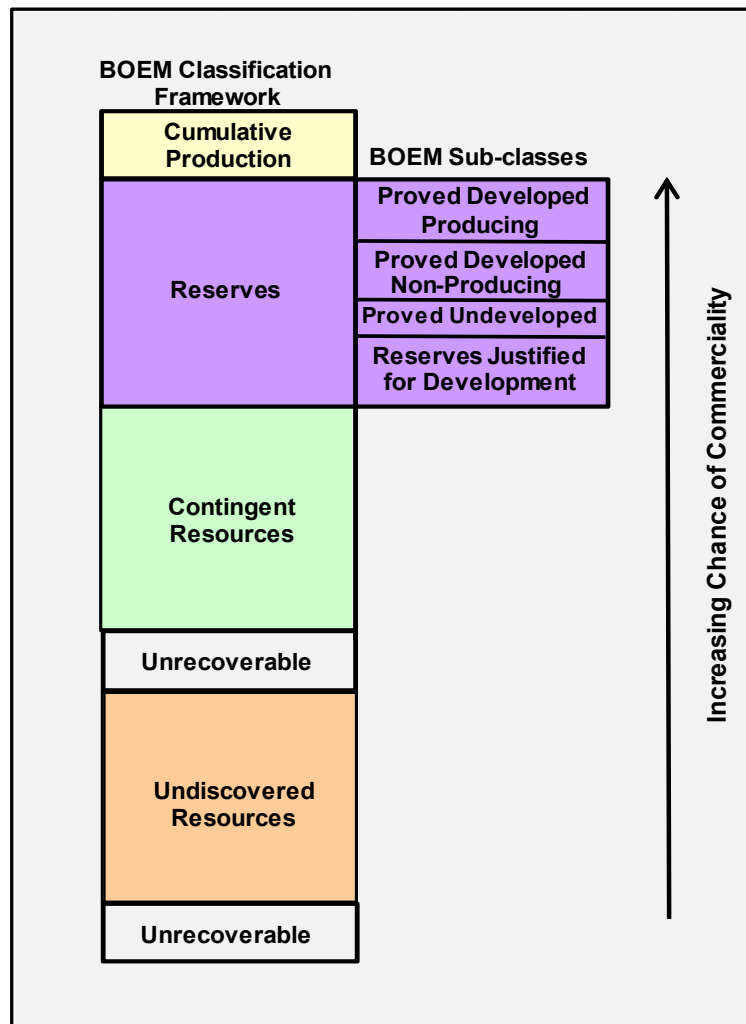 BOEM Classification
Framework
Cumulative
Production
BOEM Sub-classes
Proved Developed
Producing
Proved Developed
Non-Producing
Proved Undeveloped
Reserves Justified
for Development
Reserves
Contingent
Resources
Unrecoverable
Undiscovered
Resources
Unrecoverable
Increasing Chance of Commerciality